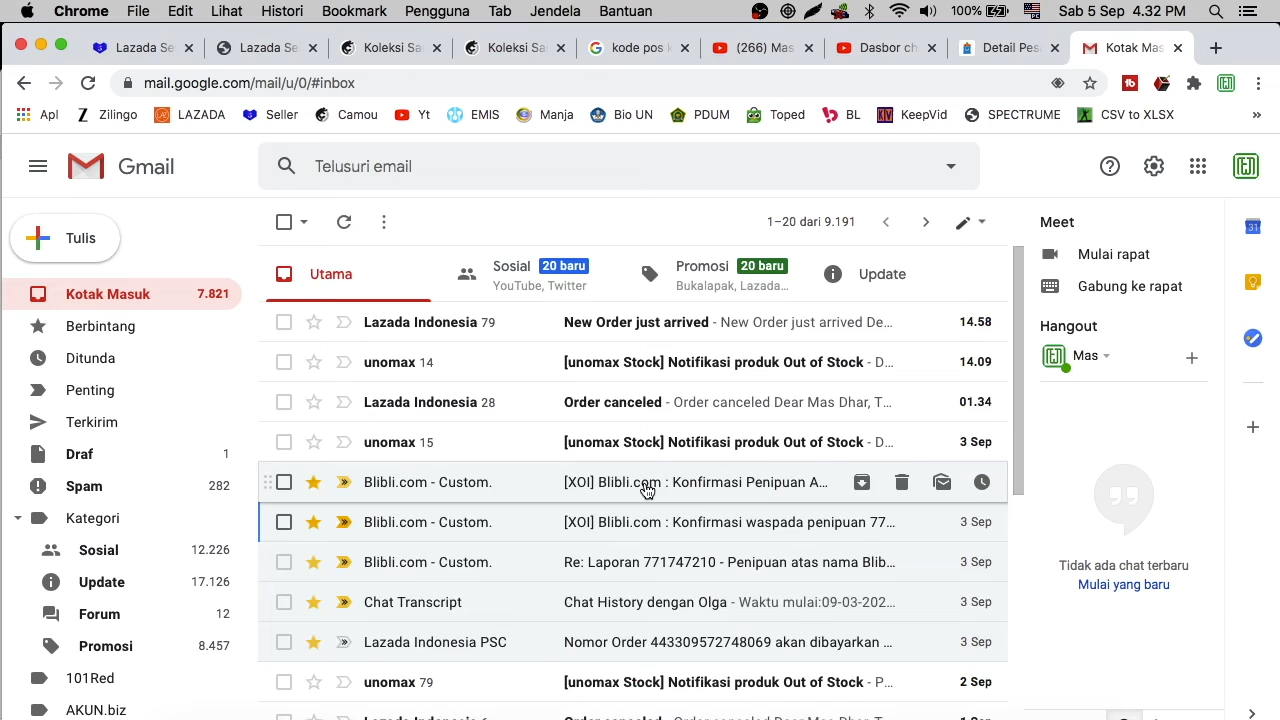 Chrome File Edit Lihat Histori Bookmark Pengguna Tab Jendela Bantuan 100% Sab 5 Sep 4.32 PM
Lazada Se Lazada Se Koleksi Sa Koleksi Sa kode pos k (266) Mas Dasbor ch Detail Pes Kotak Mas
mail.google.com/mail/u/0/#inbox
Apl Zilingo LAZADA Seller Camou Yt EMIS Manja Bio UN PDUM Toped BL KeepVid SPECTRUME CSV to XLSX »
Gmail
Telusuri email
Tulis
1–20 dari 9.191
Kotak Masuk 7.821
Berbintang
Ditunda
Penting
Terkirim
Draf 1
Spam 282
Kategori
Sosial 12.226
Update 17.126
Forum 12
Promosi 8.457
101Red
AKUN.biz
Utama
Sosial 20 baru
YouTube, Twitter
Promosi 20 baru
Bukalapak, Lazada…
Update
Lazada Indonesia 79 New Order just arrived - New Order just arrived De… 14.58
unomax 14 [unomax Stock] Notifikasi produk Out of Stock - D… 14.09
Lazada Indonesia 28 Order canceled - Order canceled Dear Mas Dhar, T… 01.34
unomax 15 [unomax Stock] Notifikasi produk Out of Stock - D… 3 Sep
Blibli.com - Custom. [XOI] Blibli.com : Konfirmasi Penipuan A…
Blibli.com - Custom. [XOI] Blibli.com : Konfirmasi waspada penipuan 77… 3 Sep
Blibli.com - Custom. Re: Laporan 771747210 - Penipuan atas nama Blib… 3 Sep
Chat Transcript Chat History dengan Olga - Waktu mulai:09-03-202… 3 Sep
Lazada Indonesia PSC Nomor Order 443309572748069 akan dibayarkan … 3 Sep
unomax 79 [unomax Stock] Notifikasi produk Out of Stock - P… 2 Sep
Meet
Mulai rapat
Gabung ke rapat
Hangout
Mas
Tidak ada chat terbaru
Mulai yang baru
31